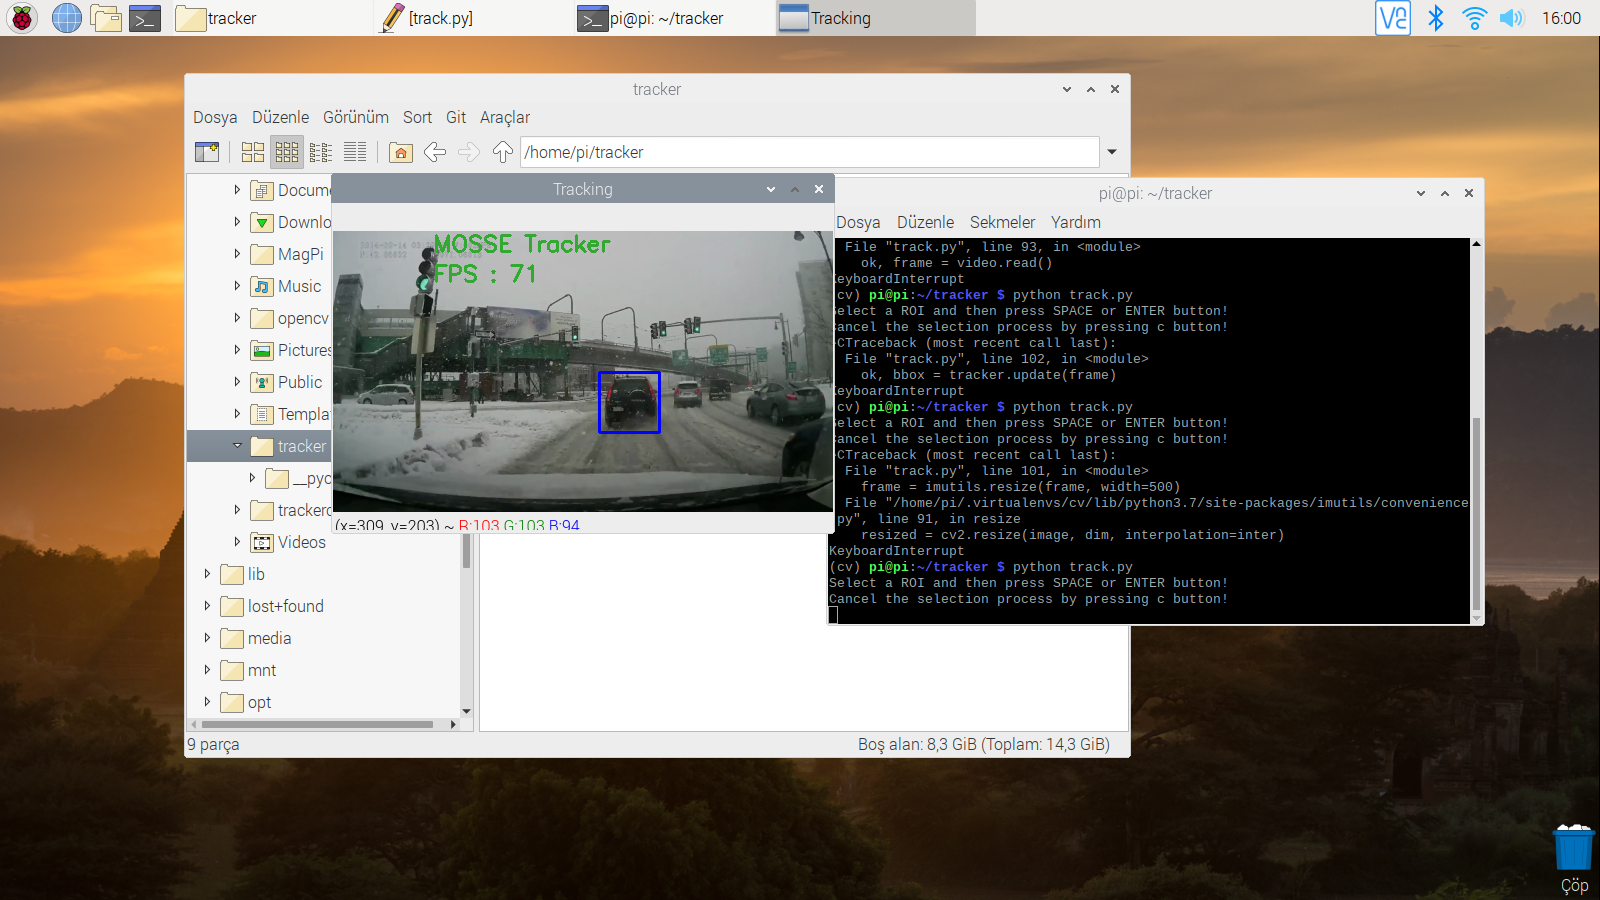 tracker
[track.py]
pi@pi: ~/tracker
Tracking
16:00
tracker
Dosya Düzenle Görünüm Sort Git Araçlar
/home/pi/tracker
Docume
Downlo
MagPi
Music
opencv
Pictures
Public
Templa
tracker
__pyc
trackerc
Videos
lib
lost+found
media
mnt
opt
9 parça
Boş alan: 8,3 GiB (Toplam: 14,3 GiB)
Tracking
MOSSE Tracker
FPS : 71
(x=309, y=203) ~ R:103 G:103 B:94
pi@pi: ~/tracker
Dosya Düzenle Sekmeler Yardım
File "track.py", line 93, in <module>
ok, frame = video.read()
KeyboardInterrupt
(cv) pi@pi:~/tracker $ python track.py
Select a ROI and then press SPACE or ENTER button!
Cancel the selection process by pressing c button!
^CTraceback (most recent call last):
File "track.py", line 102, in <module>
ok, bbox = tracker.update(frame)
KeyboardInterrupt
(cv) pi@pi:~/tracker $ python track.py
Select a ROI and then press SPACE or ENTER button!
Cancel the selection process by pressing c button!
^CTraceback (most recent call last):
File "track.py", line 101, in <module>
frame = imutils.resize(frame, width=500)
File "/home/pi/.virtualenvs/cv/lib/python3.7/site-packages/imutils/convenience
.py", line 91, in resize
resized = cv2.resize(image, dim, interpolation=inter)
KeyboardInterrupt
(cv) pi@pi:~/tracker $ python track.py
Select a ROI and then press SPACE or ENTER button!
Cancel the selection process by pressing c button!
Çöp